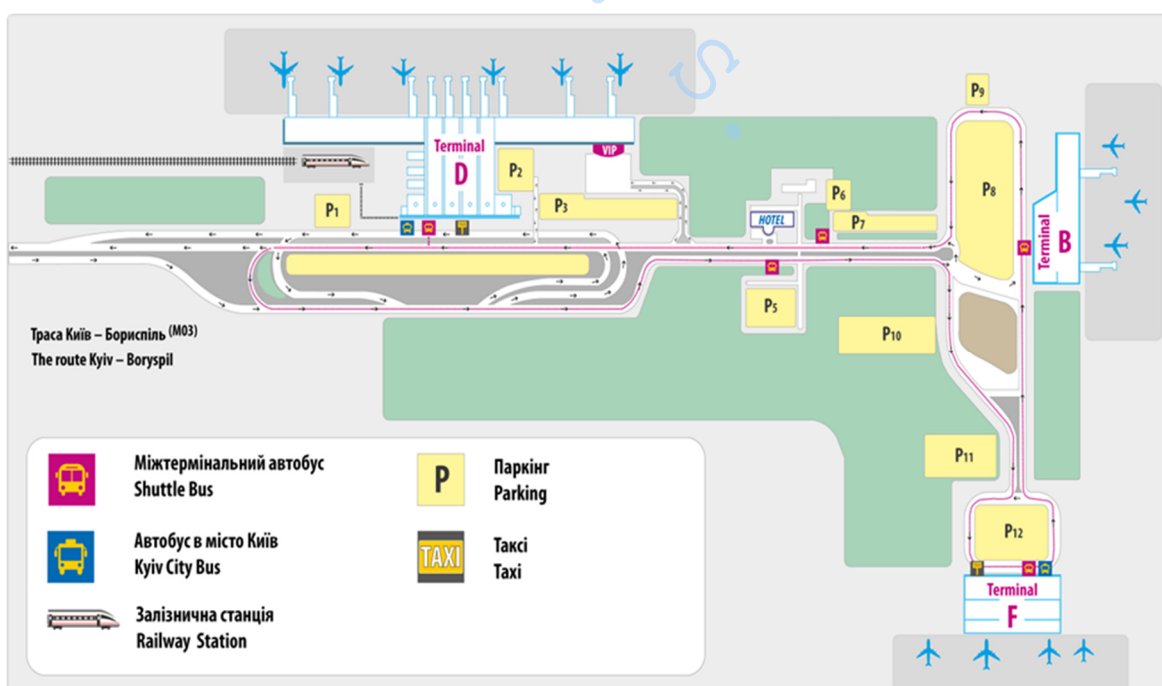 P9
Terminal
D
VIP
P2
P8
P6
P1
P3
HOTEL
P7
Terminal
B
P5
Траса Київ – Бориспіль (М03)
The route Kyiv – Boryspil
P10
P11
P12
Terminal
F
Міжтермінальний автобус
Shuttle Bus
P
Паркінг
Parking
Автобус в місто Київ
Kyiv City Bus
TAXI
Таксі
Taxi
Залізнична станція
Railway Station